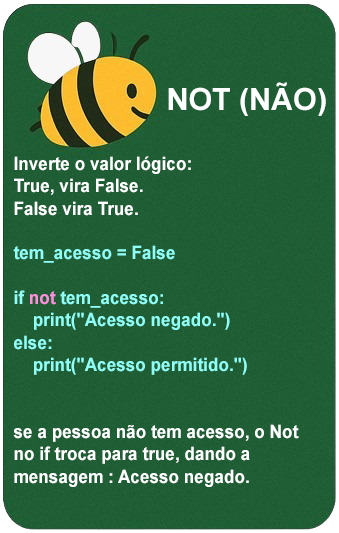 NOT (NÃO)
Inverte o valor lógico:
True, vira False.
False vira True.
tem_acesso = False
if not tem_acesso:
print("Acesso negado.")
else:
print("Acesso permitido.")
se a pessoa não tem acesso, o Not
no if troca para true, dando a
mensagem : Acesso negado.